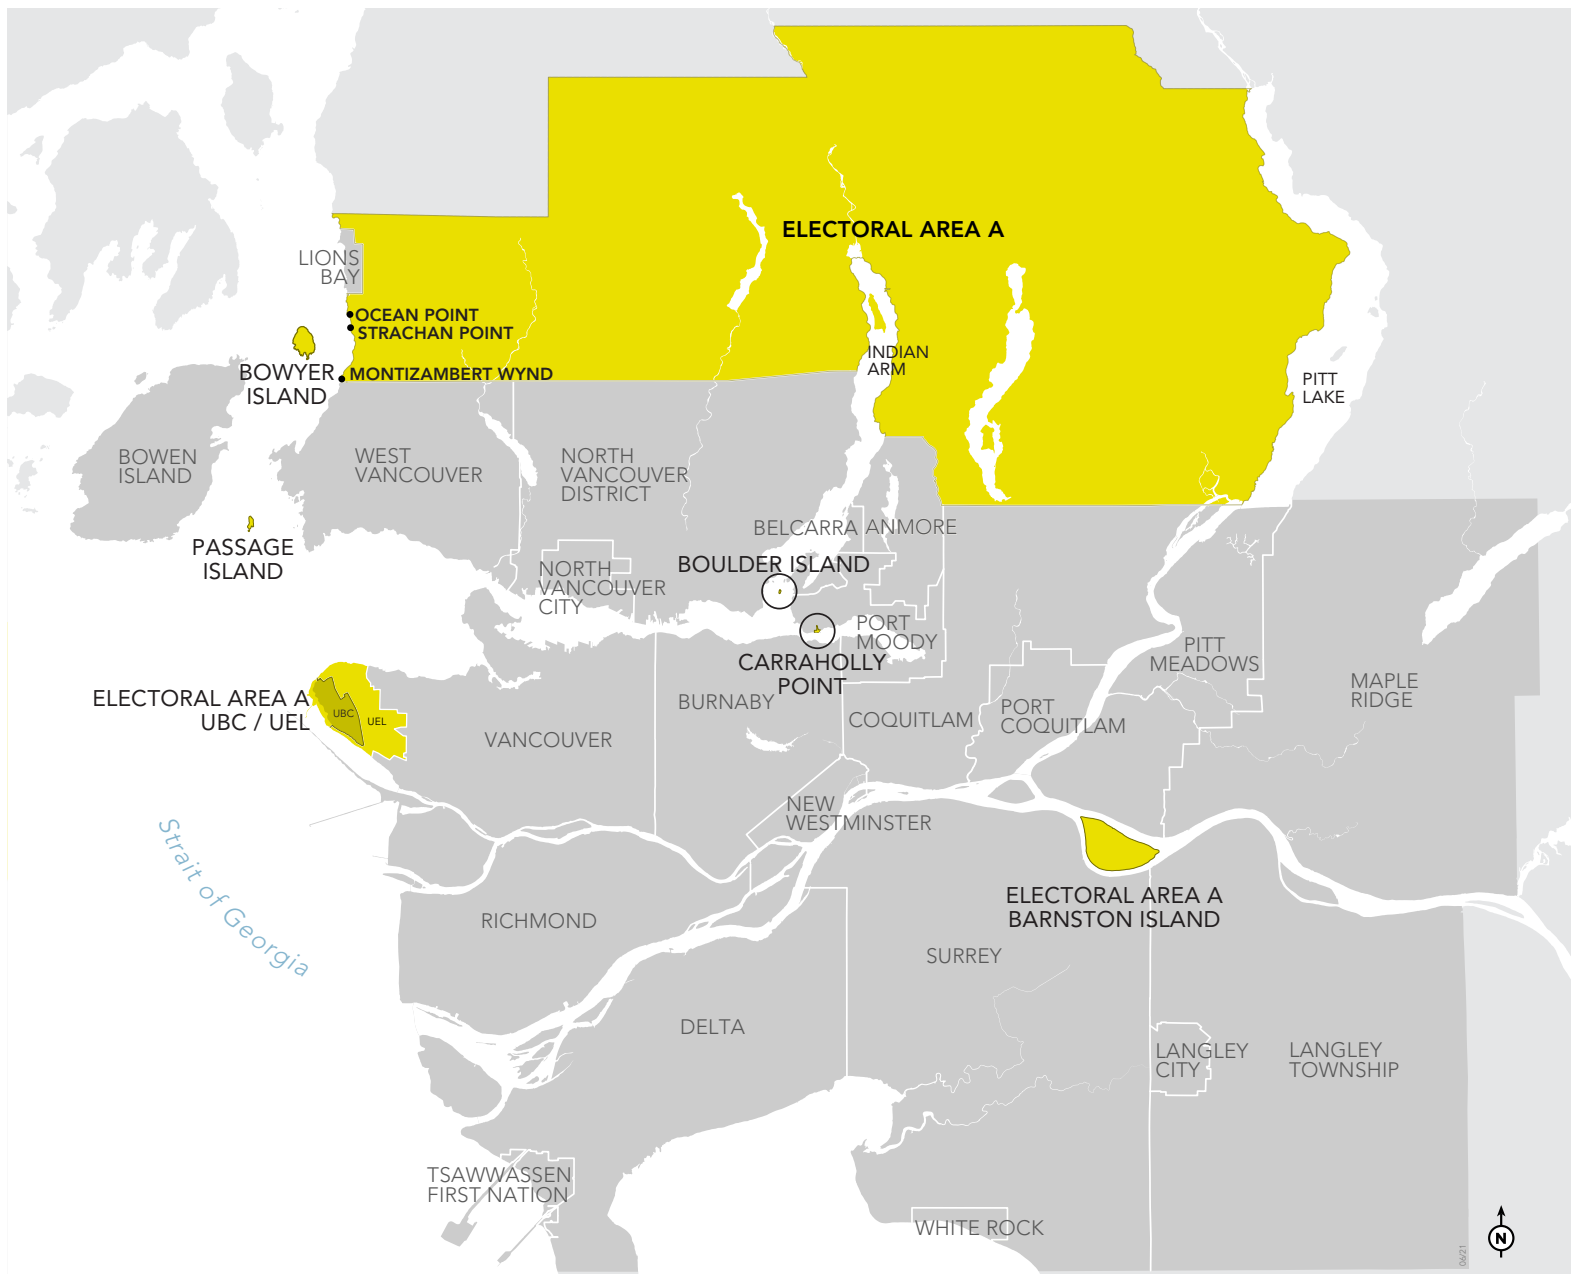 ELECTORAL AREA A
LIONS
BAY
OCEAN POINT
STRACHAN POINT
INDIAN
ARM
BOWYER
ISLAND
MONTIZAMBERT WYND
PITT
LAKE
BOWEN
ISLAND
WEST
VANCOUVER
NORTH
VANCOUVER
DISTRICT
BELCARRA
ANMORE
PASSAGE
ISLAND
BOULDER ISLAND
NORTH
VANCOUVER
CITY
PORT
MOODY
CARRAHOLLY
POINT
PITT
MEADOWS
MAPLE
RIDGE
ELECTORAL AREA A
UBC / UEL
UBC
UEL
BURNABY
COQUITLAM
PORT
COQUITLAM
VANCOUVER
NEW
WESTMINSTER
Strait of Georgia
ELECTORAL AREA A
BARNSTON ISLAND
RICHMOND
SURREY
DELTA
LANGLEY
CITY
LANGLEY
TOWNSHIP
TSAWWASSEN
FIRST NATION
WHITE ROCK
N
06/21